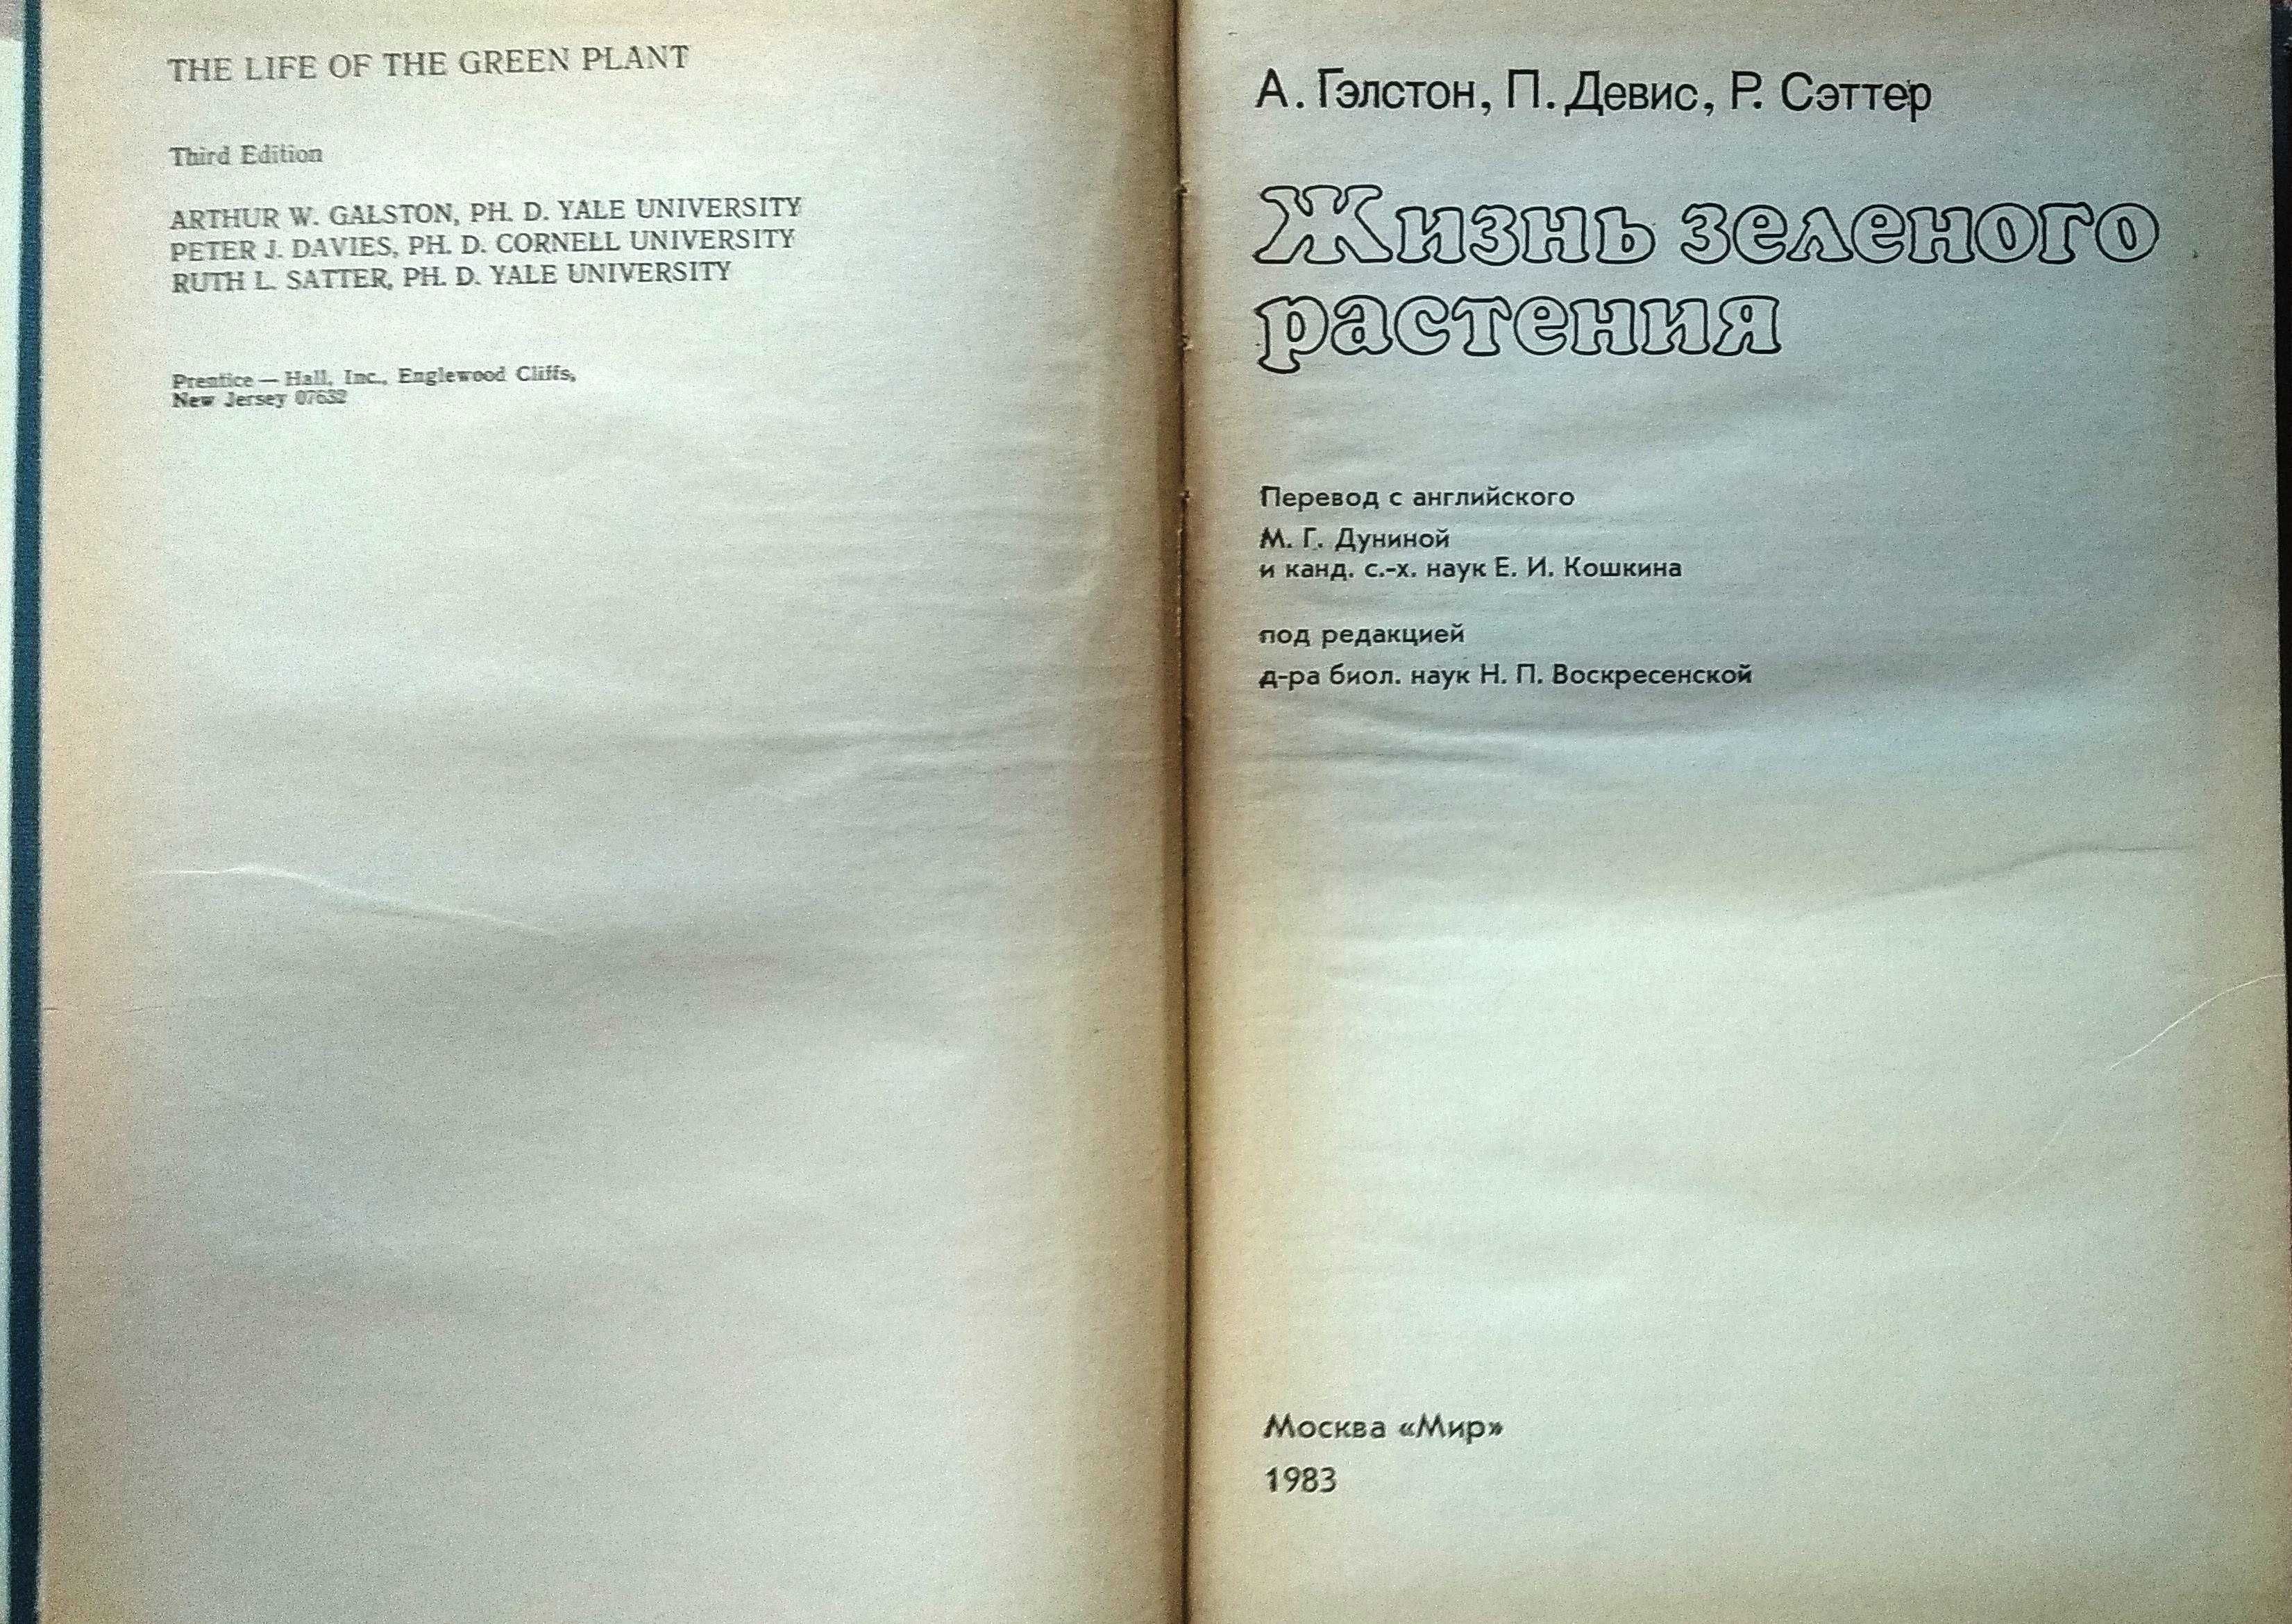 THE LIFE OF THE GREEN PLANT
Third Edition
ARTHUR W. GALSTON, PH. D. YALE UNIVERSITY
PETER J. DAVIES, PH. D. CORNELL UNIVERSITY
RUTH L. SATTER, PH. D. YALE UNIVERSITY
Prentice — Hall, Inc., Englewood Cliffs,
New Jersey 07632
А. Гэлстон, П. Девис, Р. Сэттер
Жизнь зеленого
растения
Перевод с английского
М. Г. Дуниной
и канд. с.-х. наук Е. И. Кошкина
под редакцией
д-ра биол. наук Н. П. Воскресенской
Москва «Мир»
1983